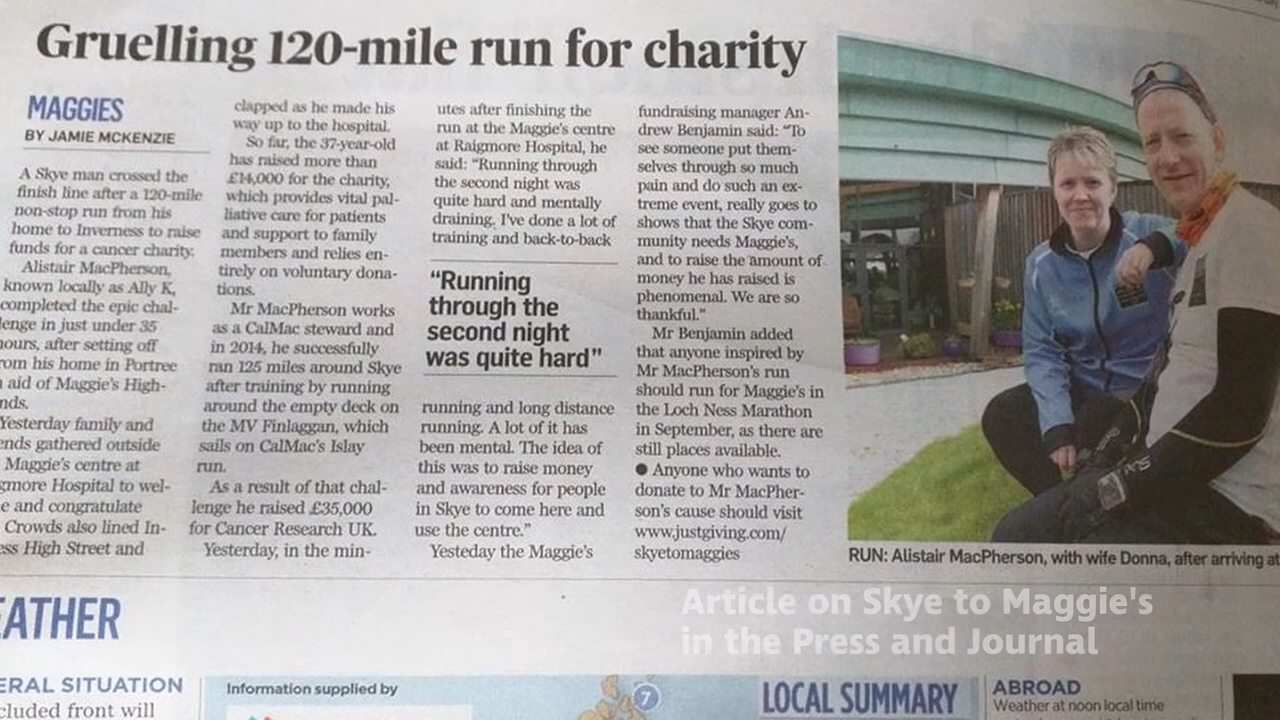 Gruelling 120-mile run for charity
MAGGIES
BY JAMIE MCKENZIE
A Skye man crossed the
finish line after a 120-mile
non-stop run from his
home to Inverness to raise
funds for a cancer charity.
Alistair MacPherson,
known locally as Ally K,
completed the epic chal-
lenge in just under 35
hours, after setting off
rom his home in Portree
aid of Maggie's High-
nds.
Yesterday family and
ends gathered outside
Maggie's centre at
gmore Hospital to wel-
e and congratulate
Crowds also lined In-
ess High Street and
clapped as he made his
way up to the hospital.
So far, the 37-year-old
has raised more than
£14,000 for the charity,
which provides vital pal-
liative care for patients
and support to family
members and relies en-
tirely on voluntary dona-
tions.
Mr MacPherson works
as a CalMac steward and
in 2014, he successfully
ran 125 miles around Skye
after training by running
around the empty deck on
the MV Finlaggan, which
sails on CalMac's Islay
run.
As a result of that chal-
lenge he raised £35,000
for Cancer Research UK.
Yesterday, in the min-
utes after finishing the
run at the Maggie's centre
at Raigmore Hospital, he
said: "Running through
the second night was
quite hard and mentally
draining. I've done a lot of
training and back-to-back
"Running
through the
second night
was quite hard"
running and long distance
running. A lot of it has
been mental. The idea of
this was to raise money
and awareness for people
in Skye to come here and
use the centre."
Yesteday the Maggie's
fundraising manager An-
drew Benjamin said: "To
see someone put them-
selves through so much
pain and do such an ex-
treme event, really goes to
shows that the Skye com-
munity needs Maggie's,
and to raise the amount of
money he has raised is
phenomenal. We are so
thankful."
Mr Benjamin added
that anyone inspired by
Mr MacPherson's run
should run for Maggie's in
the Loch Ness Marathon
in September, as there are
still places available.
● Anyone who wants to
donate to Mr MacPher-
son's cause should visit
www.justgiving.com/
skyetomaggies
RUN: Alistair MacPherson, with wife Donna, after arriving at
Article on Skye to Maggie's
in the Press and Journal
EATHER
ERAL SITUATION
cluded front will
Information supplied by
7
LOCAL SUMMARY
ABROAD
Weather at noon local time